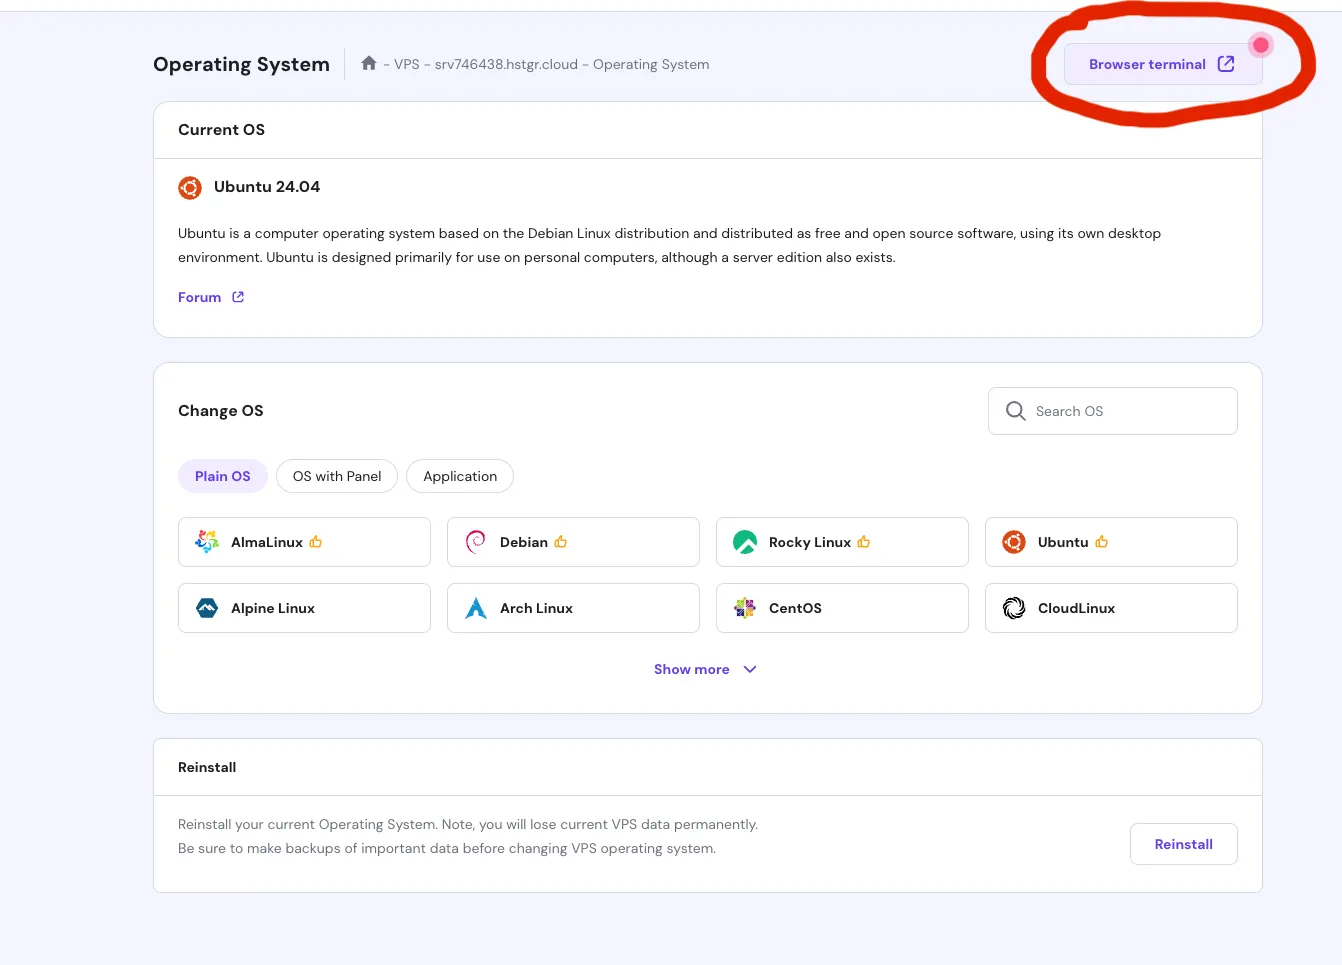 Operating System
- VPS - srv746438.hstgr.cloud - Operating System
Browser terminal
Current OS
Ubuntu 24.04
Ubuntu is a computer operating system based on the Debian Linux distribution and distributed as free and open source software, using its own desktop
environment. Ubuntu is designed primarily for use on personal computers, although a server edition also exists.
Forum
Change OS
Search OS
Plain OS
OS with Panel
Application
AlmaLinux
Debian
Rocky Linux
Ubuntu
Alpine Linux
Arch Linux
CentOS
CloudLinux
Show more
Reinstall
Reinstall your current Operating System. Note, you will lose current VPS data permanently.
Be sure to make backups of important data before changing VPS operating system.
Reinstall